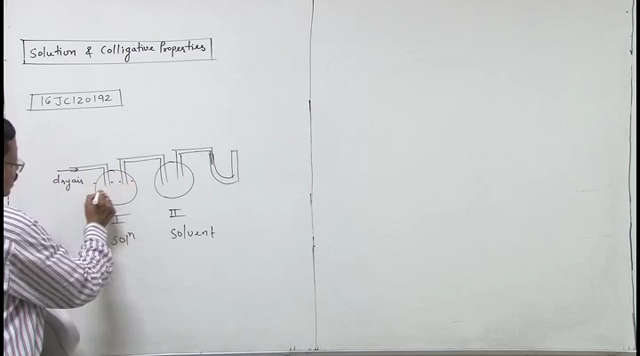 Solution & Colligative Properties
16JC120192
dry air
I
II
Solⁿ
Solvent